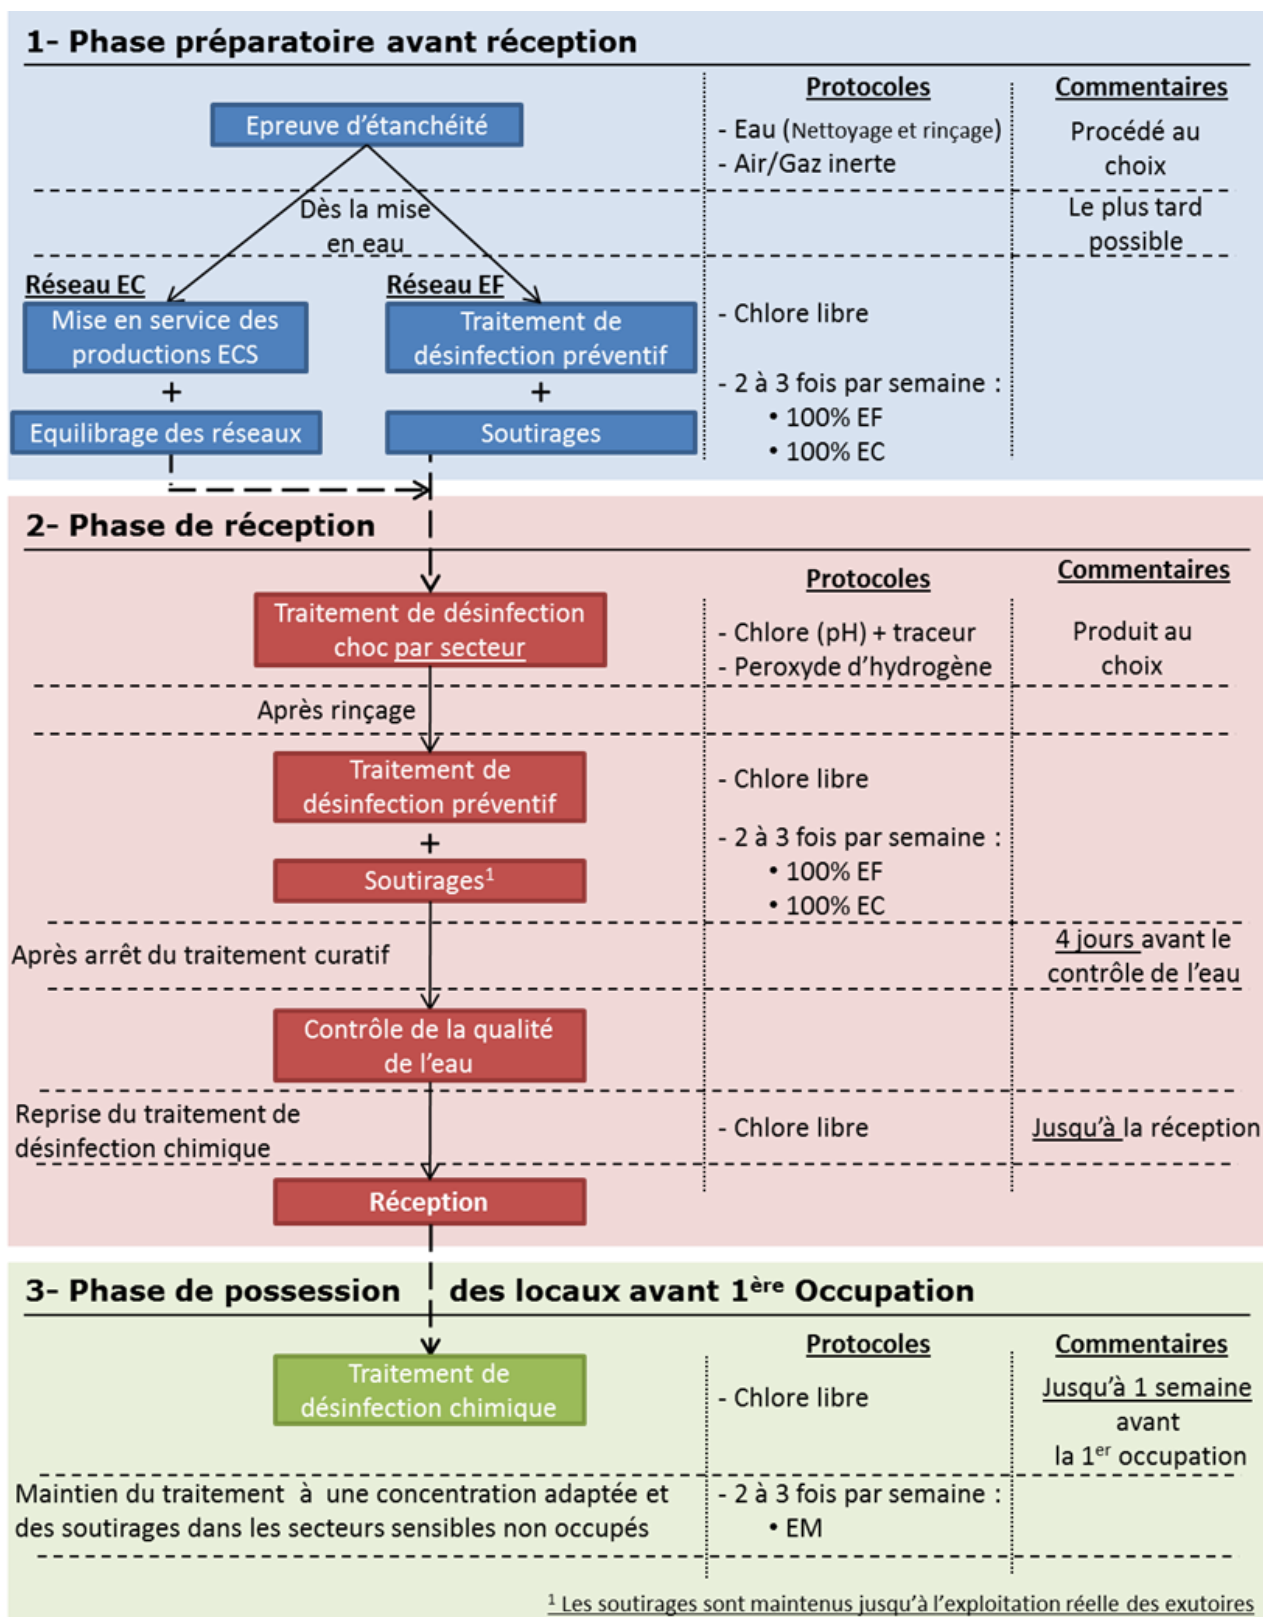 1- Phase préparatoire avant réception
Protocoles
Commentaires
Epreuve d'étanchéité
- Eau (Nettoyage et rinçage)
- Air/Gaz inerte
Procédé au
choix
Dès la mise
en eau
Le plus tard
possible
Réseau EC
Réseau EF
Mise en service des
productions ECS
Traitement de
désinfection préventif
- Chlore libre
+
+
- 2 à 3 fois par semaine :
• 100% EF
• 100% EC
Equilibrage des réseaux
Soutirages
2- Phase de réception
Protocoles
Commentaires
Traitement de désinfection
choc par secteur
- Chlore (pH) + traceur
- Peroxyde d'hydrogène
Produit au
choix
Après rinçage
Traitement de
désinfection préventif
- Chlore libre
+
- 2 à 3 fois par semaine :
• 100% EF
• 100% EC
Soutirages¹
Après arrêt du traitement curatif
4 jours avant le
contrôle de l'eau
Contrôle de la qualité
de l'eau
Reprise du traitement de
désinfection chimique
- Chlore libre
Jusqu'à la réception
Réception
3- Phase de possession des locaux avant 1ère Occupation
Protocoles
Commentaires
Traitement de
désinfection chimique
- Chlore libre
Jusqu'à 1 semaine
avant
la 1er occupation
Maintien du traitement à une concentration adaptée et
des soutirages dans les secteurs sensibles non occupés
- 2 à 3 fois par semaine :
• EM
¹ Les soutirages sont maintenus jusqu'à l'exploitation réelle des exutoires